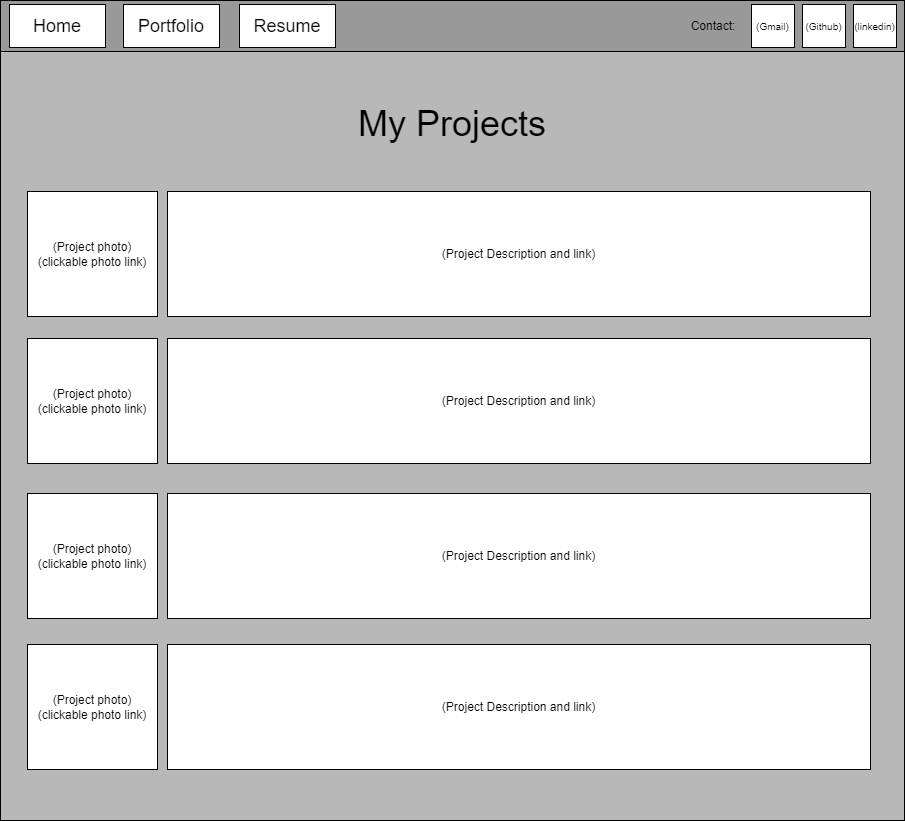 Home
Portfolio
Resume
Contact:
(Gmail)
(Github)
(linkedin)
My Projects
(Project photo)
(clickable photo link)
(Project Description and link)
(Project photo)
(clickable photo link)
(Project Description and link)
(Project photo)
(clickable photo link)
(Project Description and link)
(Project photo)
(clickable photo link)
(Project Description and link)